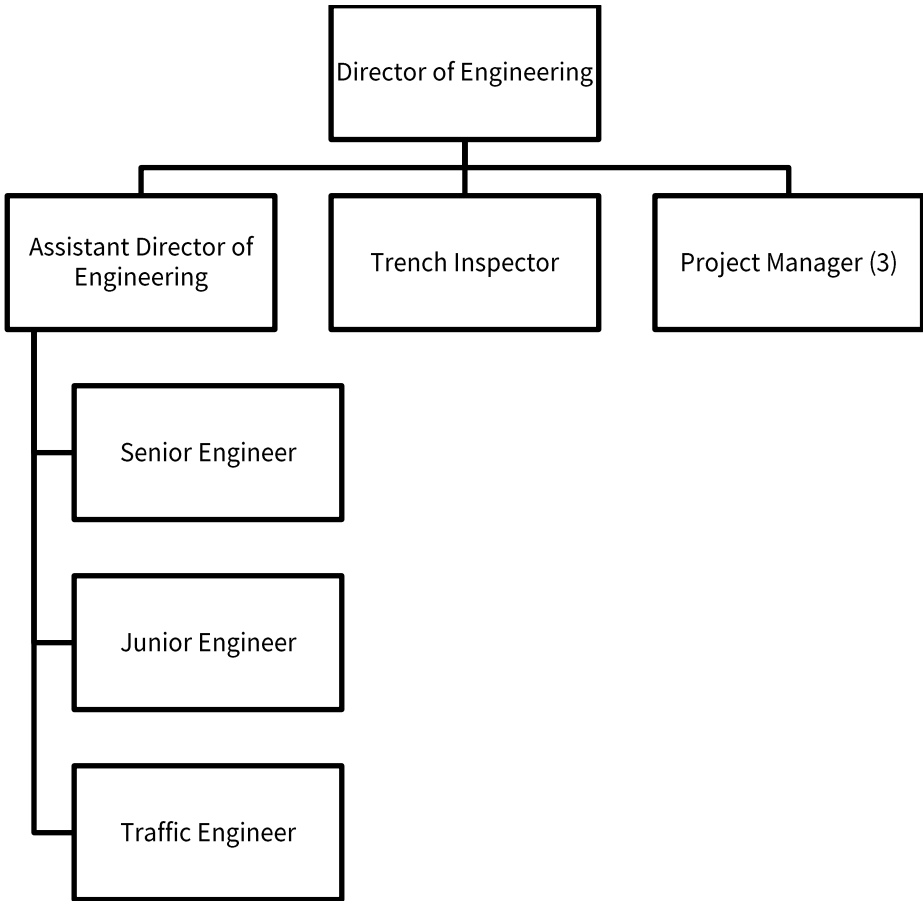 Director of Engineering
Assistant Director of
Engineering
Trench Inspector
Project Manager (3)
Senior Engineer
Junior Engineer
Traffic Engineer